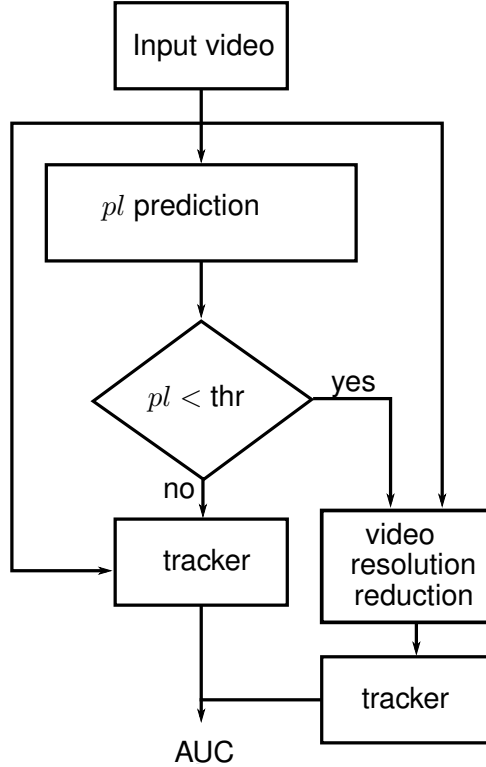 Input video
pl prediction
pl < thr
yes
no
tracker
video
resolution
reduction
tracker
AUC